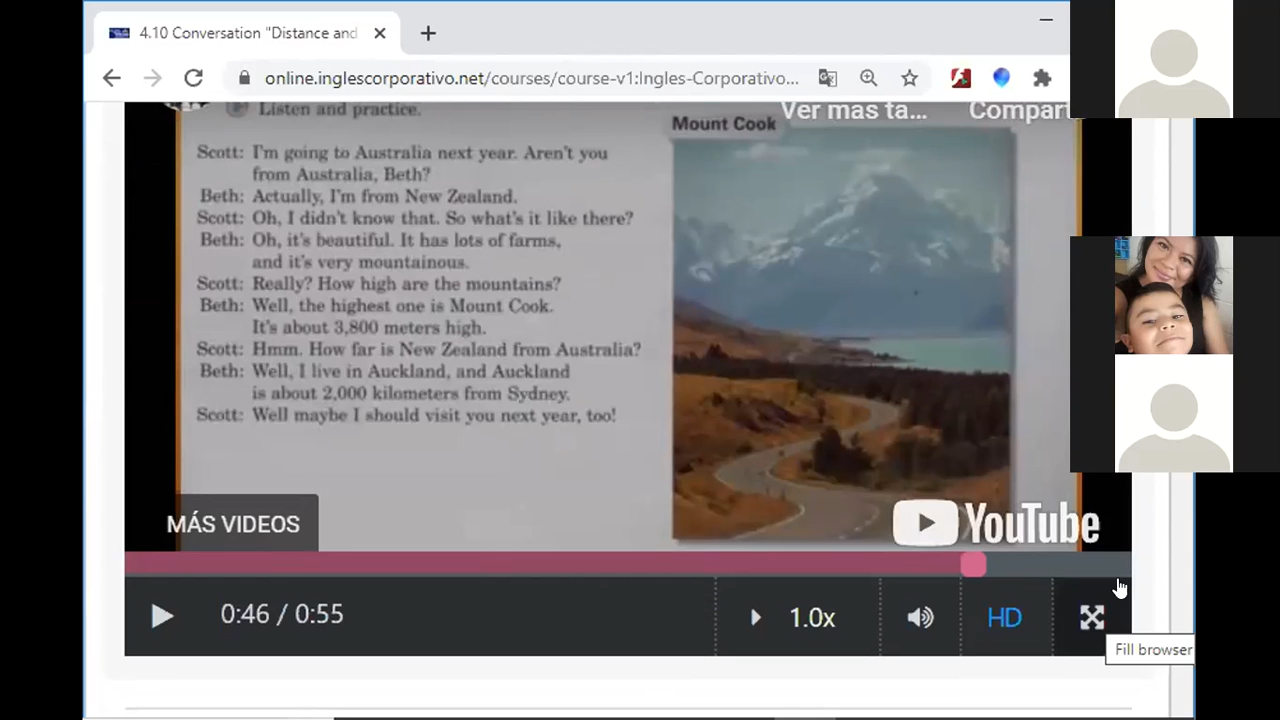 4.10 Conversation "Distance and
online.inglescorporativo.net/courses/course-v1:Ingles-Corporativo...
Listen and practice.
Ver mas ta...
Compart
Mount Cook
Scott: I'm going to Australia next year. Aren't you
from Australia, Beth?
Beth: Actually, I'm from New Zealand.
Scott: Oh, I didn't know that. So what's it like there?
Beth: Oh, it's beautiful. It has lots of farms,
and it's very mountainous.
Scott: Really? How high are the mountains?
Beth: Well, the highest one is Mount Cook.
It's about 3,800 meters high.
Scott: Hmm. How far is New Zealand from Australia?
Beth: Well, I live in Auckland, and Auckland
is about 2,000 kilometers from Sydney.
Scott: Well maybe I should visit you next year, too!
MÁS VIDEOS
YouTube
0:46 / 0:55
1.0x
HD
Fill browser